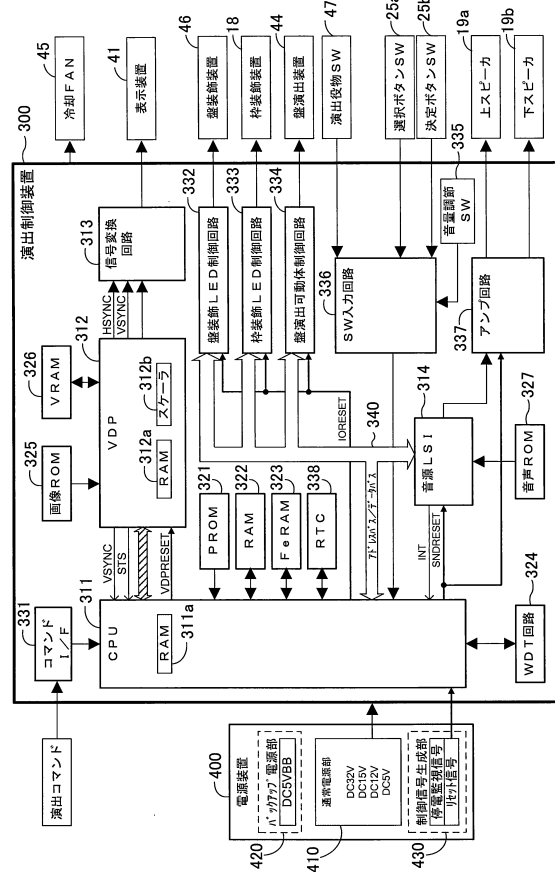 演出制御装置
300
冷却FAN
45
表示装置
41
盤装飾装置
46
枠装飾装置
18
盤演出装置
44
演出役物SW
47
選択ボタンSW
25a
決定ボタンSW
25b
上スピーカ
19a
下スピーカ
19b
信号変換
回路
313
HSYNC
VSYNC
盤装飾LED制御回路
332
枠装飾LED制御回路
333
盤演出可動体制御回路
334
SW入力回路
336
音量調節
SW
335
アンプ回路
337
VRAM
326
画像ROM
325
VDP
312
RAM
312a
スケーラ
312b
IORESET
340
音源LSI
314
音声ROM
327
VSYNC
STS
VDPRESET
PROM
321
RAM
322
FeRAM
323
RTC
338
アドレスバス/データバス
INT
SNDRESET
コマンド
I/F
331
CPU
311
RAM
311a
WDT回路
324
演出コマンド
電源装置
400
バックアップ電源部
DC5VBB
420
通常電源部
DC32V
DC15V
DC12V
DC5V
410
制御信号生成部
停電監視信号
リセット信号
430